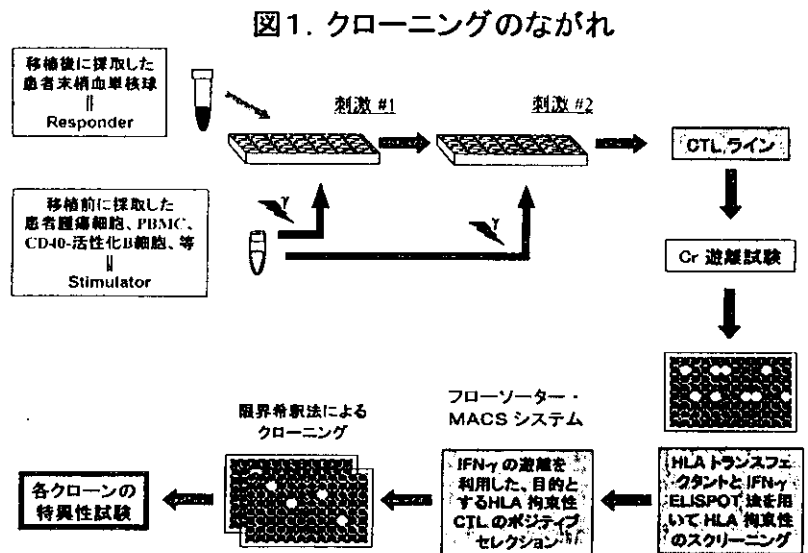 図1. クローニングのながれ
移植後に採取した
患者末梢血単核球
||
Responder
刺激 #1
刺激 #2
CTLライン
移植前に採取した
患者腫瘍細胞、PBMC、
CD40-活性化B細胞、等
||
Stimulator
γ
γ
Cr 遊離試験
フローソーター・
MACS システム
限界希釈法による
クローニング
各クローンの
特異性試験
IFN-γ の遊離を
利用した、目的と
するHLA 拘束性
CTL のポジティブ
セレクション
HLA トランスフェ
クタントと IFN-γ
ELISPOT 法を用
いて HLA 拘束性
のスクリーニング